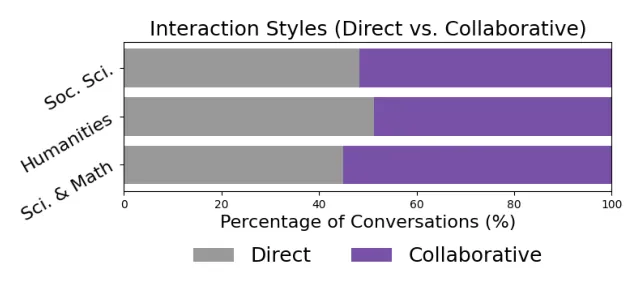 Interaction Styles (Direct vs. Collaborative)
Soc. Sci.
Humanities
Sci. & Math
0 20 40 60 80 100
Percentage of Conversations (%)
Direct Collaborative